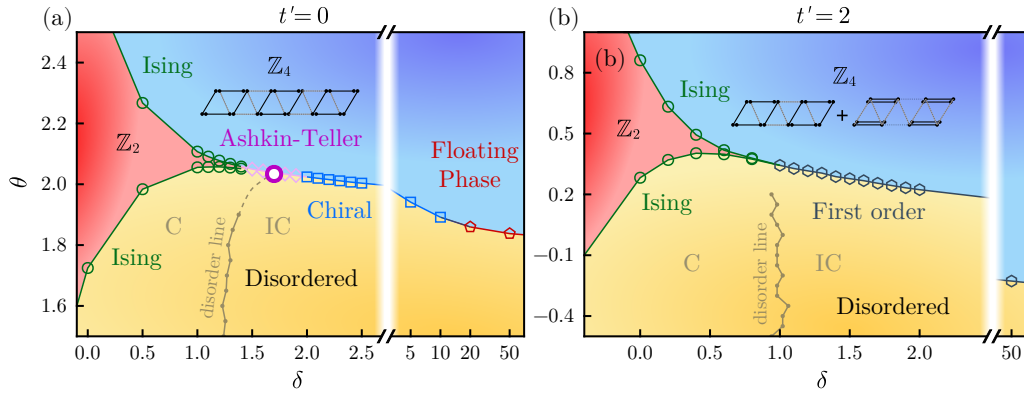 (a)
t′ = 0
Ising
ℤ4
Ashkin-Teller
ℤ2
Floating
Phase
Chiral
C
IC
Ising
disorder line
Disordered
θ
2.4
2.2
2.0
1.8
1.6
0.0 0.5 1.0 1.5 2.0 2.5 5 10 20 50
δ
(b)
t′ = 2
(b)
Ising
ℤ4
+
ℤ2
Ising
First order
C
IC
disorder line
Disordered
0.8
0.5
0.2
−0.1
−0.4
0.0 0.5 1.0 1.5 2.0 50
δ